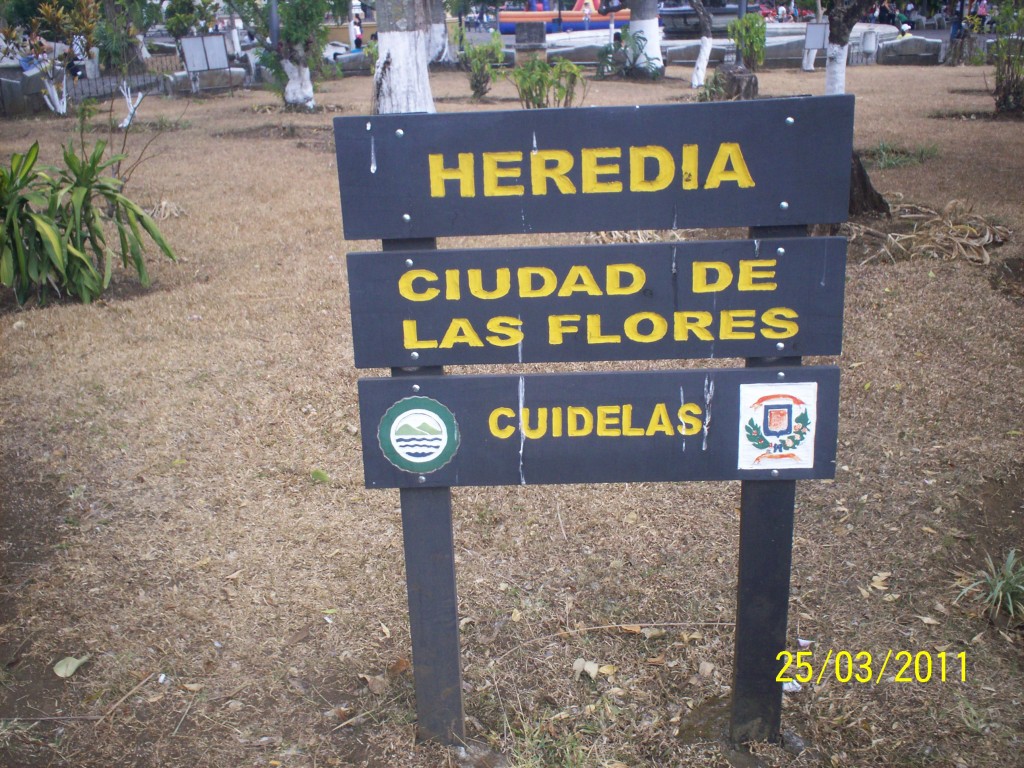 HEREDIA
CIUDAD DE
LAS FLORES
CUIDELAS
25/03/2011